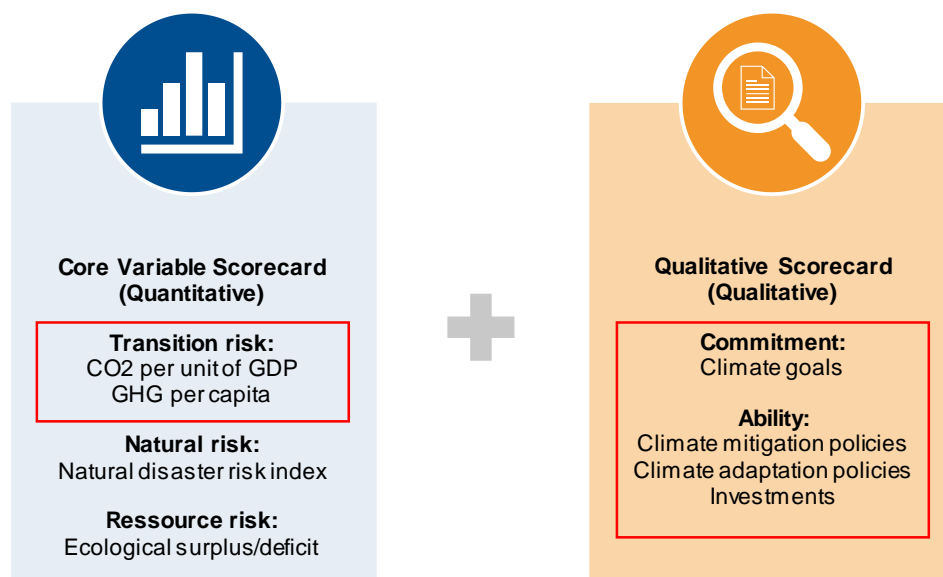 Core Variable Scorecard
(Quantitative)
Transition risk:
CO2 per unit of GDP
GHG per capita
Natural risk:
Natural disaster risk index
Ressource risk:
Ecological surplus/deficit
Qualitative Scorecard
(Qualitative)
Commitment:
Climate goals
Ability:
Climate mitigation policies
Climate adaptation policies
Investments